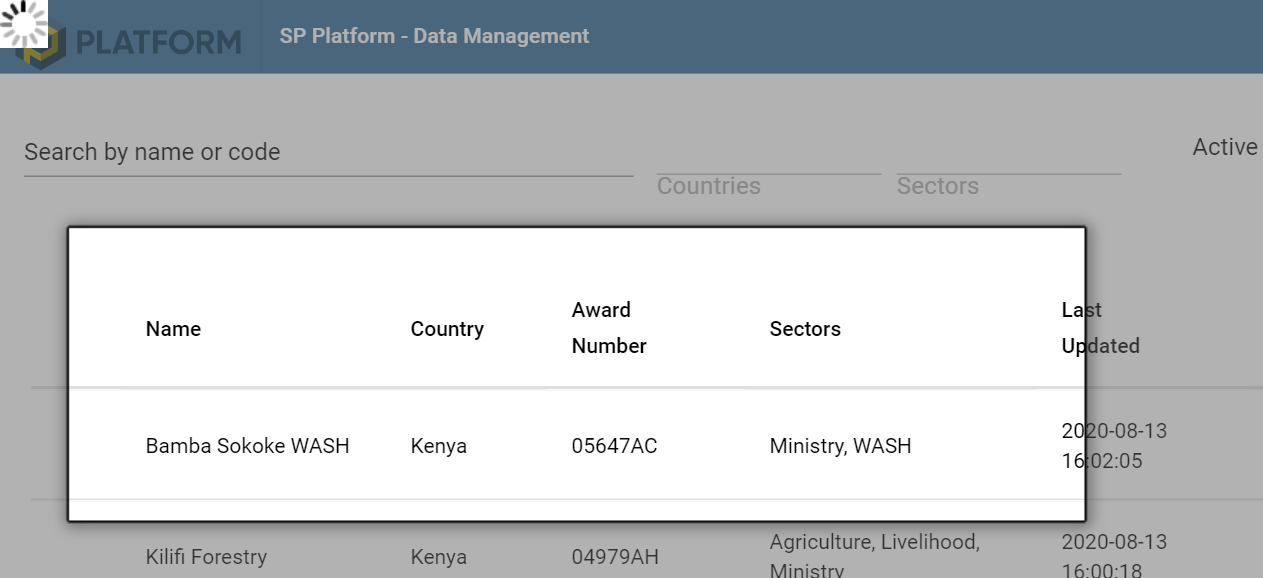 PLATFORM
SP Platform - Data Management
Search by name or code
Active
Countries
Sectors
Name
Country
Award
Number
Sectors
Last
Updated
Bamba Sokoke WASH
Kenya
05647AC
Ministry, WASH
2020-08-13
16:02:05
Kilifi Forestry
Kenya
04979AH
Agriculture, Livelihood,
Ministry
2020-08-13
16:00:18